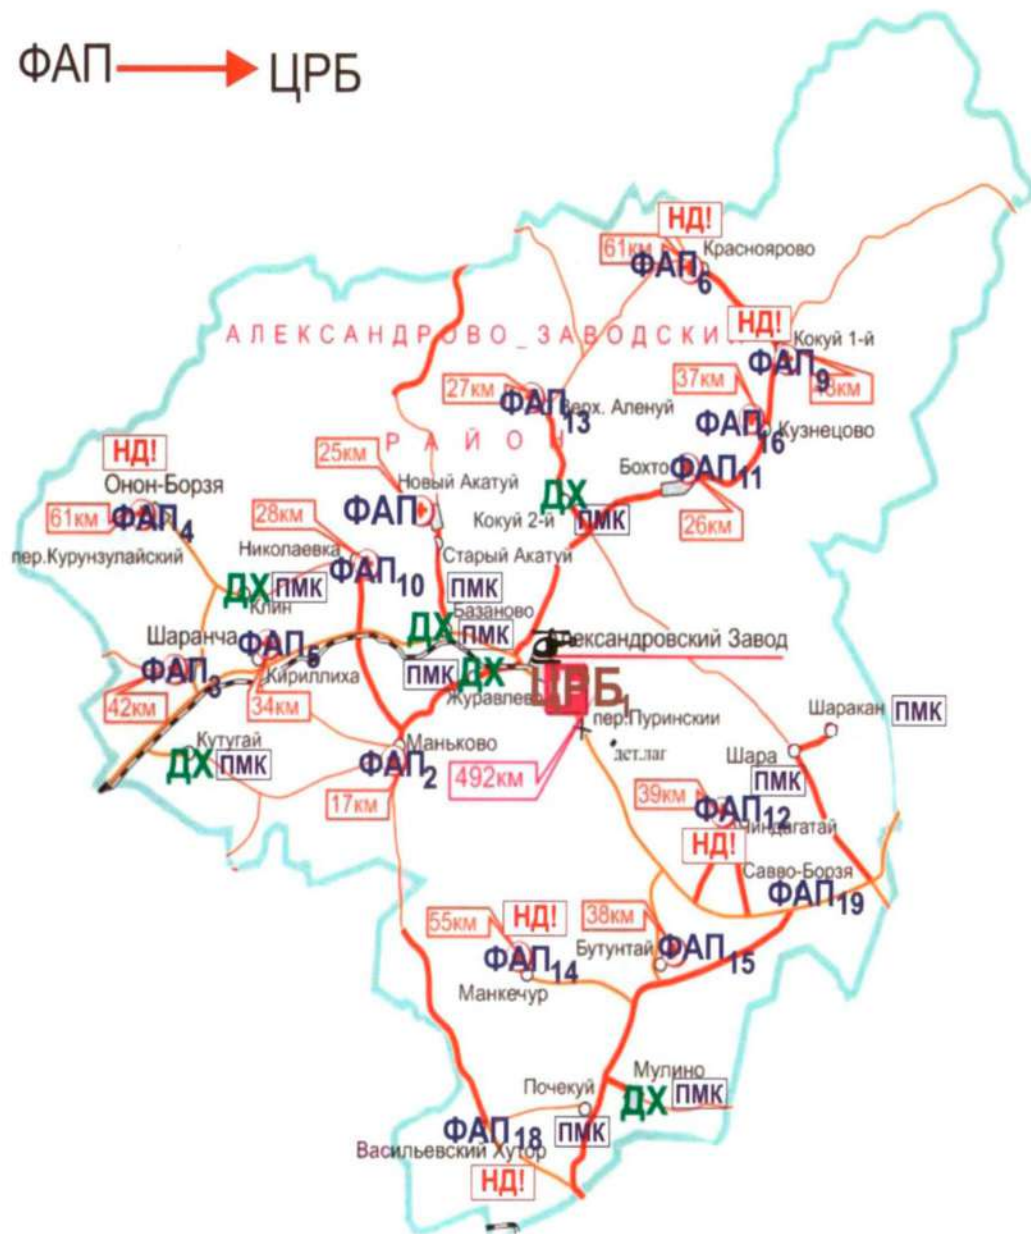 ФАП ЦРБ
НД!
61км Красноярово
ФАП6
НД!
АЛЕКСАНДРОВО_ЗАВОДСКИЙ
Кокуй 1-й
ФАП9
48км
37км
27км
ФАП13
Верх. Аленуй
ФАП16
Кузнецово
РАЙОН
НД!
25км
Бохто
ФАП11
Онон-Борзя
Новый Акатуй
ДХ
61км
ФАП4
28км
ФАП
Кокуй 2-й
ПМК
26км
пер.Курунзулайский
Николаевка
Старый Акатуй
ФАП10
ДХ
ПМК
Клин
ПМК
Базаново
ДХ
ПМК
Шаранча
ФАП5
Александровский Завод
ФАП3
Кириллиха
ПМК
ДХ
ЦРБ1
Журавлево
42км
34км
пер.Пуринский
Шаракан
ПМК
Кутугай
Маньково
дет.лаг
Шара
ДХ
ПМК
ФАП2
492км
ПМК
17км
39км
ФАП12
Чиндагатай
НД!
Савво-Борзя
ФАП19
55км
НД!
38км
Бутунтай
ФАП15
ФАП14
Манкечур
Мулино
Почекуй
ДХ
ПМК
ФАП18
ПМК
Васильевский Хутор
НД!